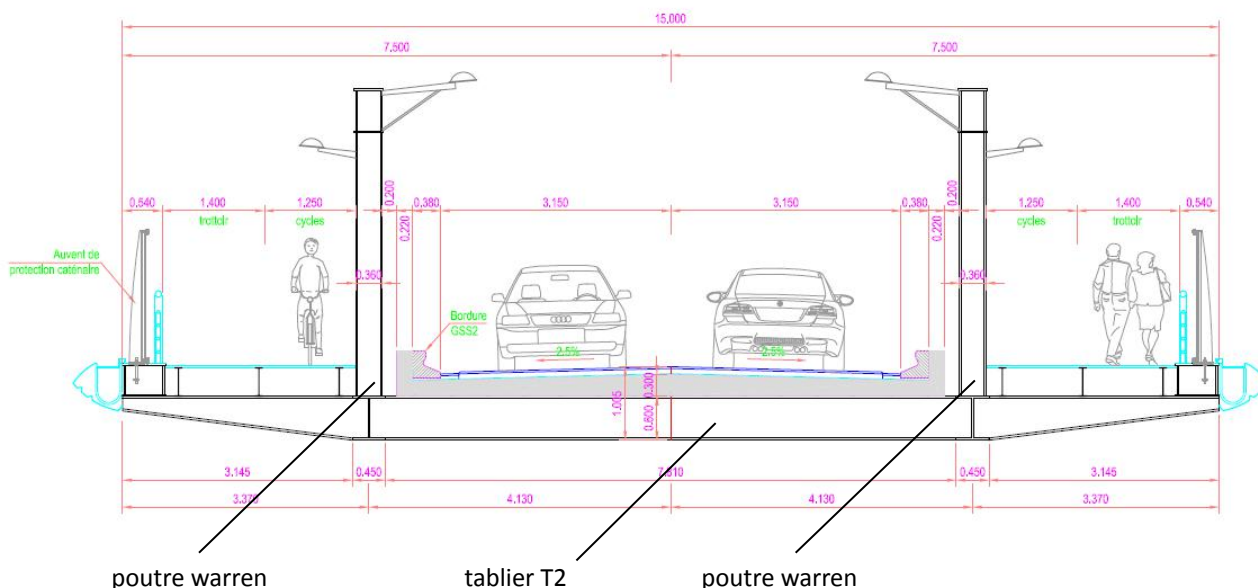 15.000
7.500
7.500
0.540
1.400
1.250
0.200
0.380
3.150
3.150
0.380
0.200
1.250
1.400
0.540
trottoir
cycles
0.220
0.220
cycles
trottoir
Auvent de
protection caténaire
0.360
0.360
Bordure
GSS2
2.5%
2.5%
0.300
0.600
3.145
0.450
0.450
3.145
3.370
4.130
4.130
3.370
poutre warren
tablier T2
poutre warren